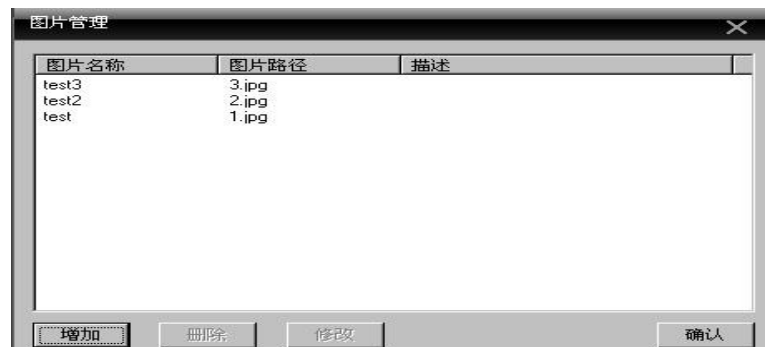 图片管理
图片名称 图片路径 描述
test3 3.jpg
test2 2.jpg
test 1.jpg
增加 删除 修改 确认